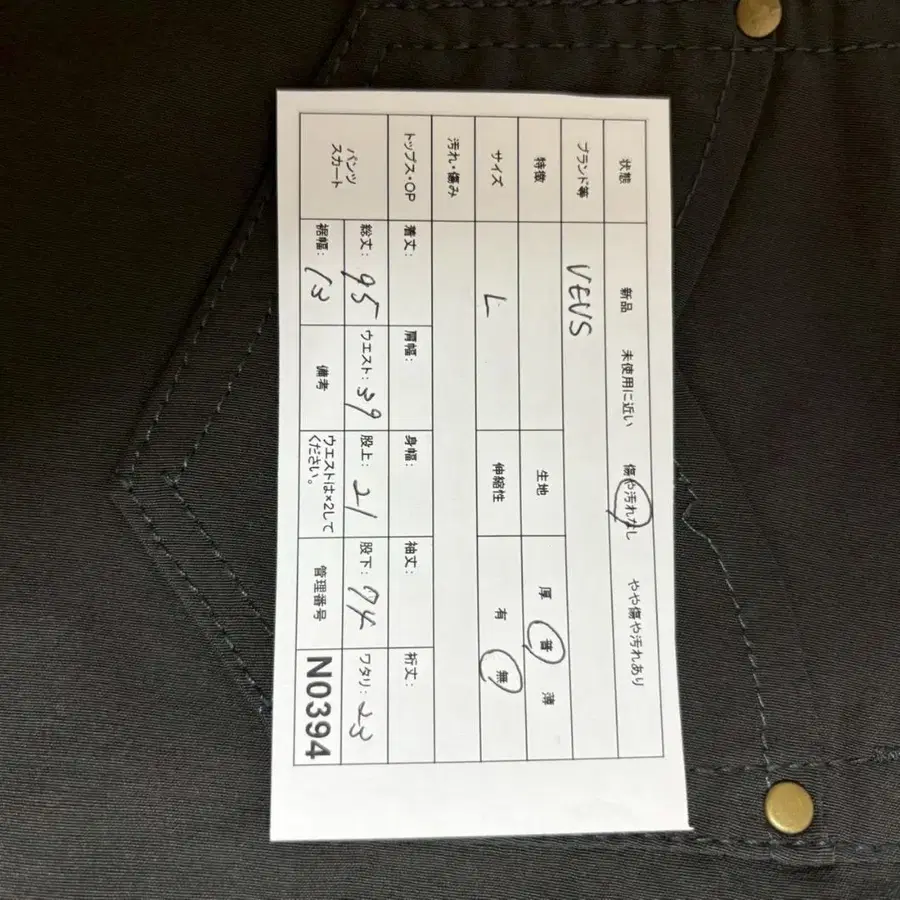 状態 新品 未使用に近い 傷や汚れなし やや傷や汚れあり
ブランド等 VEVS
特徴 生地 厚 普 薄
サイズ L 伸縮性 有 無
汚れ・傷み
トップス・OP 着丈: 肩幅: 身幅: 袖丈: 裄丈:
パンツ 総丈: 95 ウエスト: 39 股上: 21 股下: 74 ワタリ: 23
スカート 裾幅: 13 備考 ウエストは×2して
ください。 管理番号 N0394